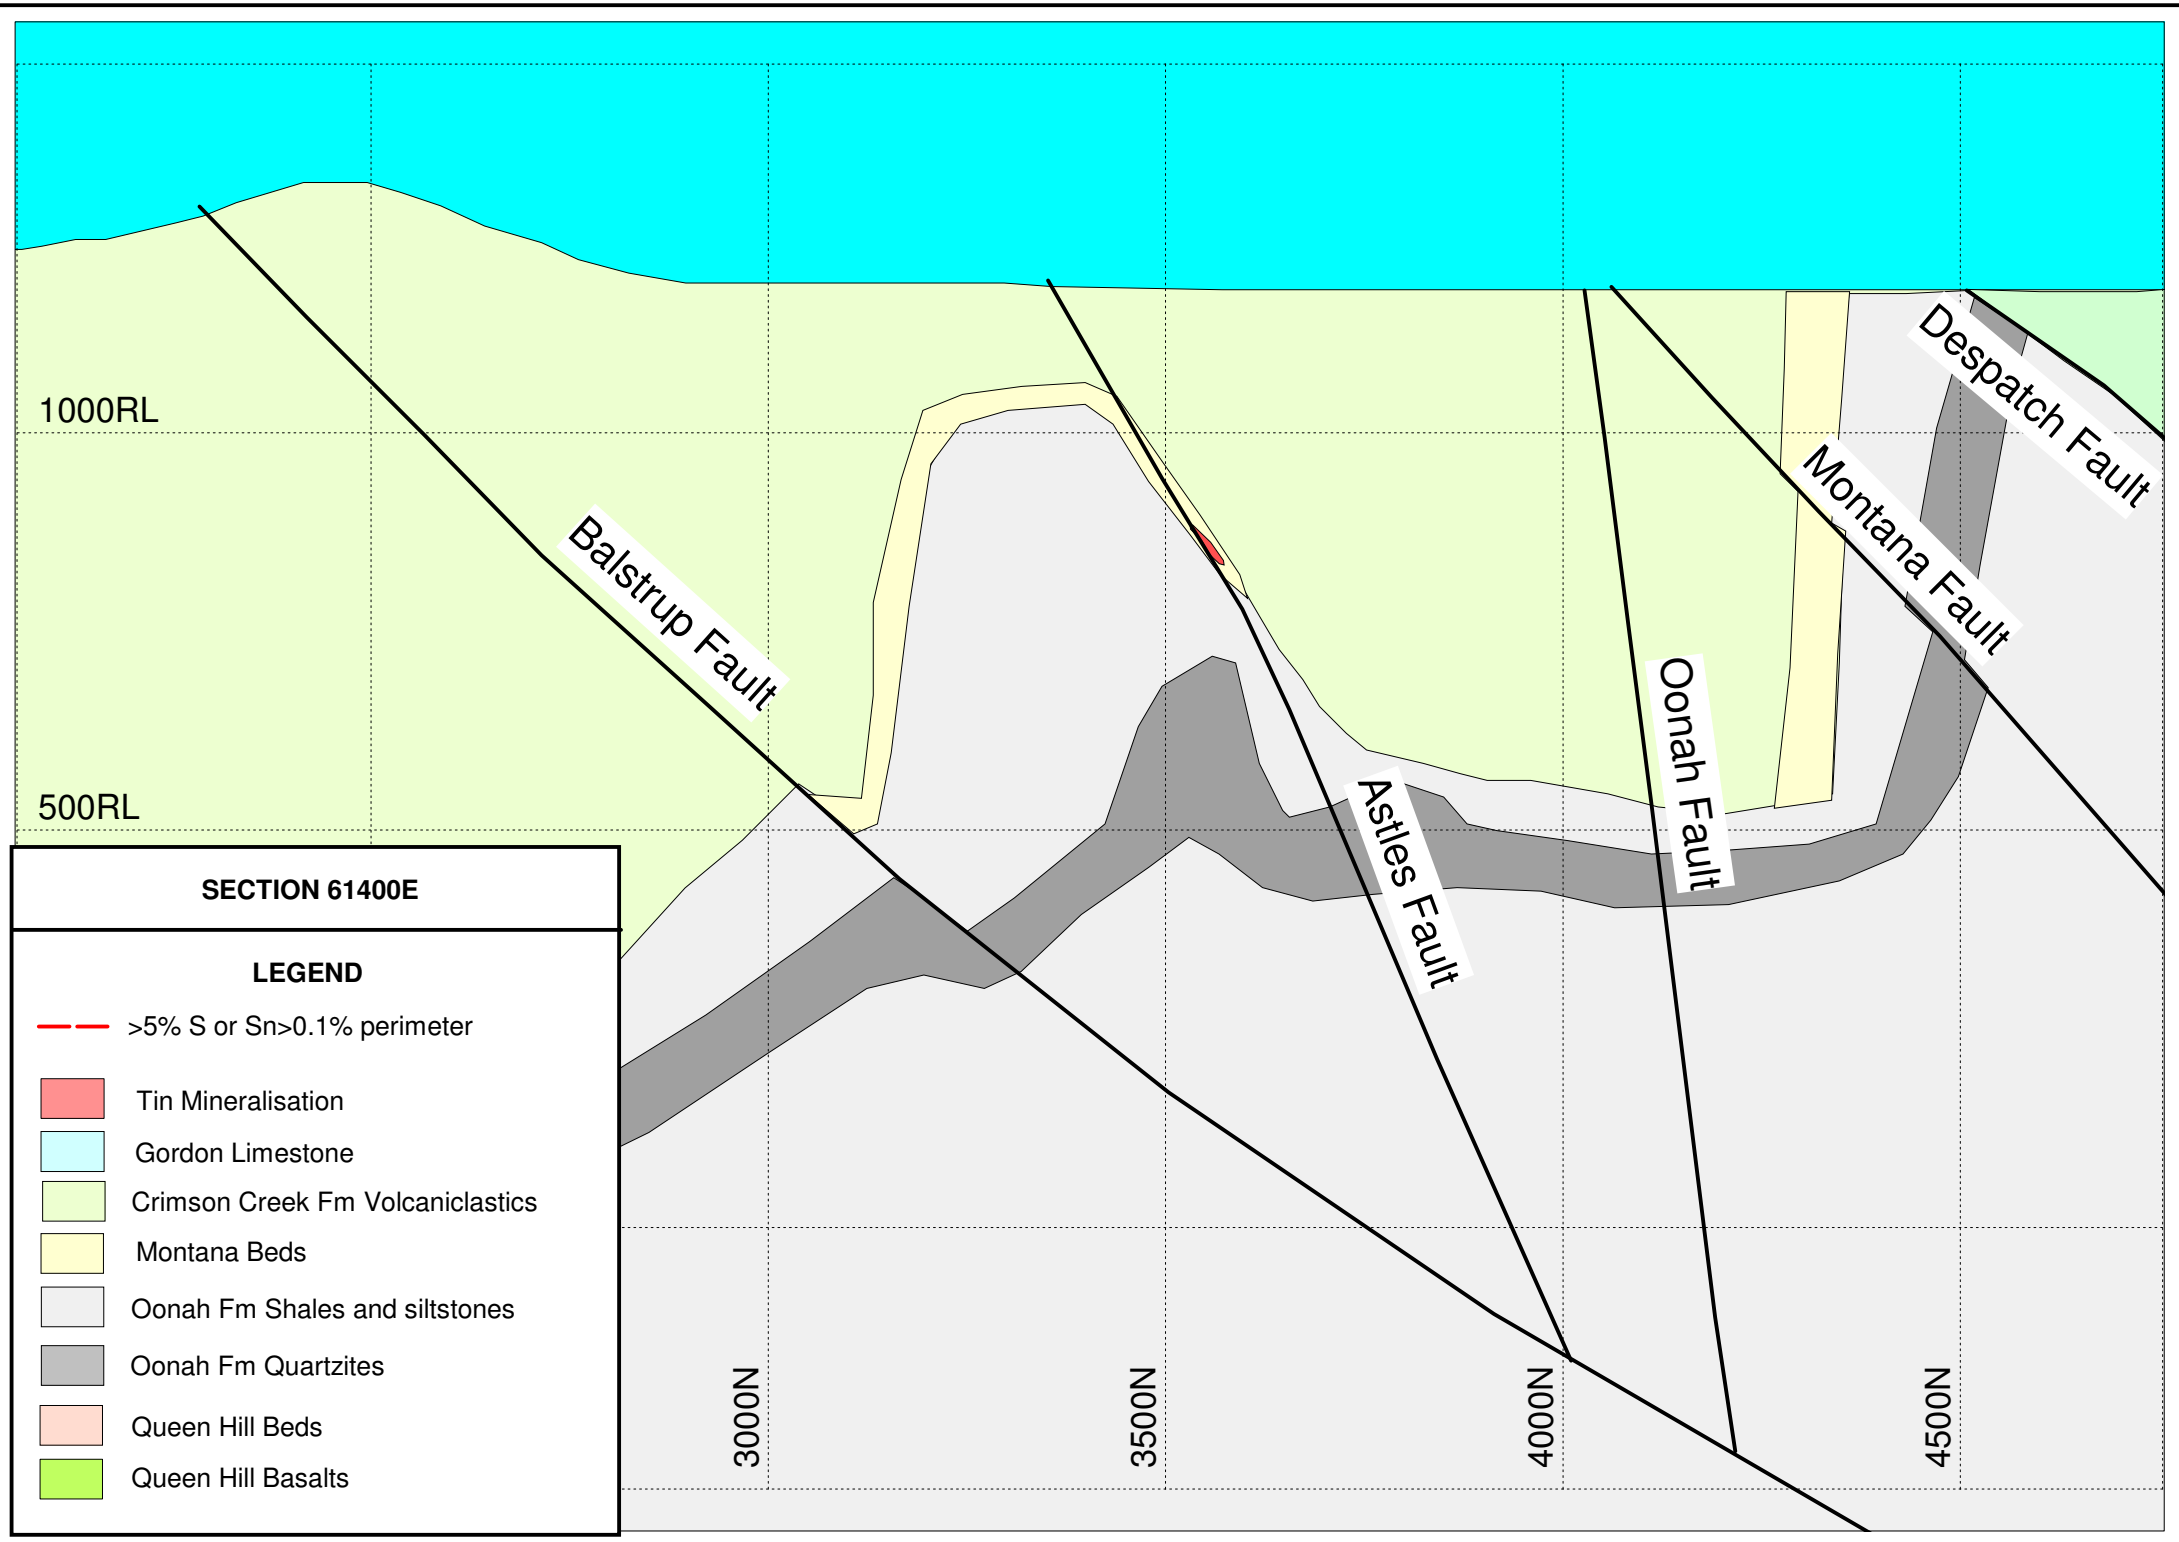 1000RL
500RL
Balstrup Fault
Astles Fault
Oonah Fault
Montana Fault
Despatch Fault
3000N
3500N
4000N
4500N
SECTION 61400E
LEGEND
>5% S or Sn>0.1% perimeter
Tin Mineralisation
Gordon Limestone
Crimson Creek Fm Volcaniclastics
Montana Beds
Oonah Fm Shales and siltstones
Oonah Fm Quartzites
Queen Hill Beds
Queen Hill Basalts